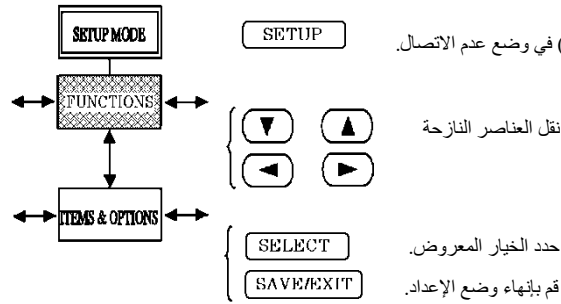 SETUP MODE
SETUP
) في وضع عدم الاتصال.
FUNCTIONS
نقل العناصر النازحة
ITEMS & OPTIONS
SELECT
حدد الخيار المعروض.
SAVE/EXIT
قم بإنهاء وضع الإعداد.